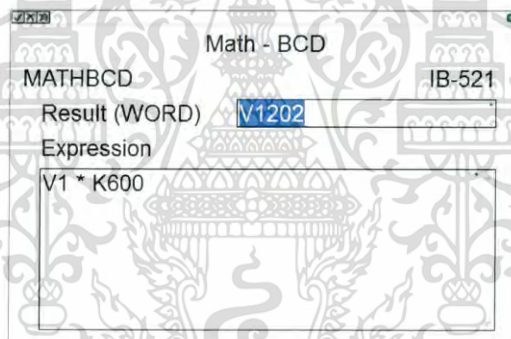 Math - BCD
MATHBCD IB-521
Result (WORD) V1202
Expression
V1 * K600